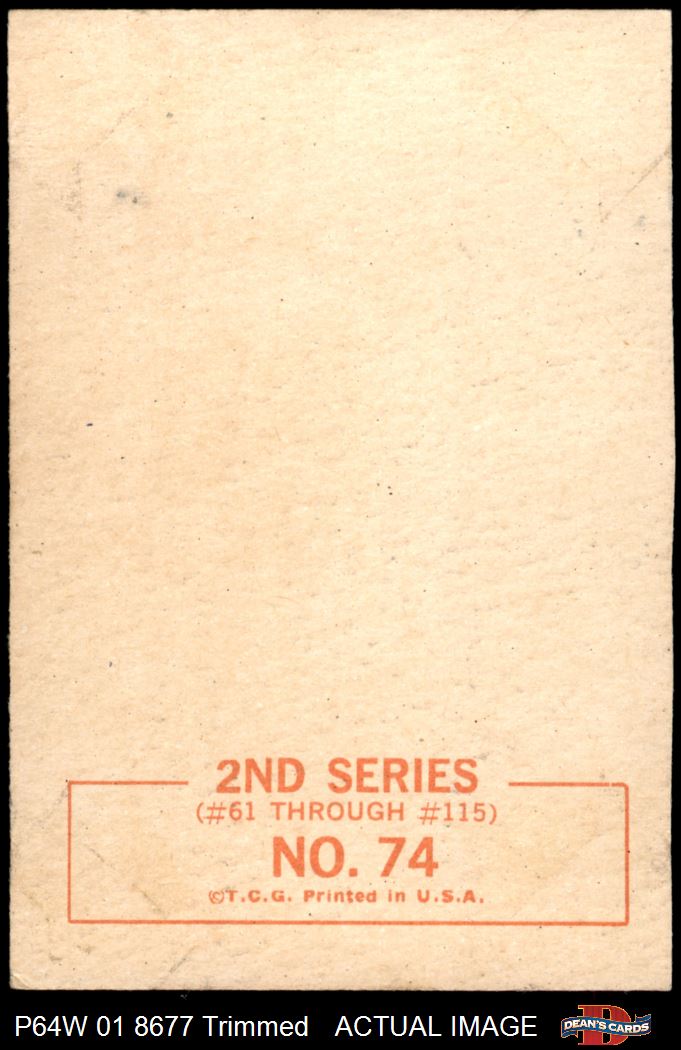 2ND SERIES
(#61 THROUGH #115)
NO. 74
©T.C.G. Printed in U.S.A.
P64W 01 8677 Trimmed ACTUAL IMAGE
D
DEAN'S CARDS